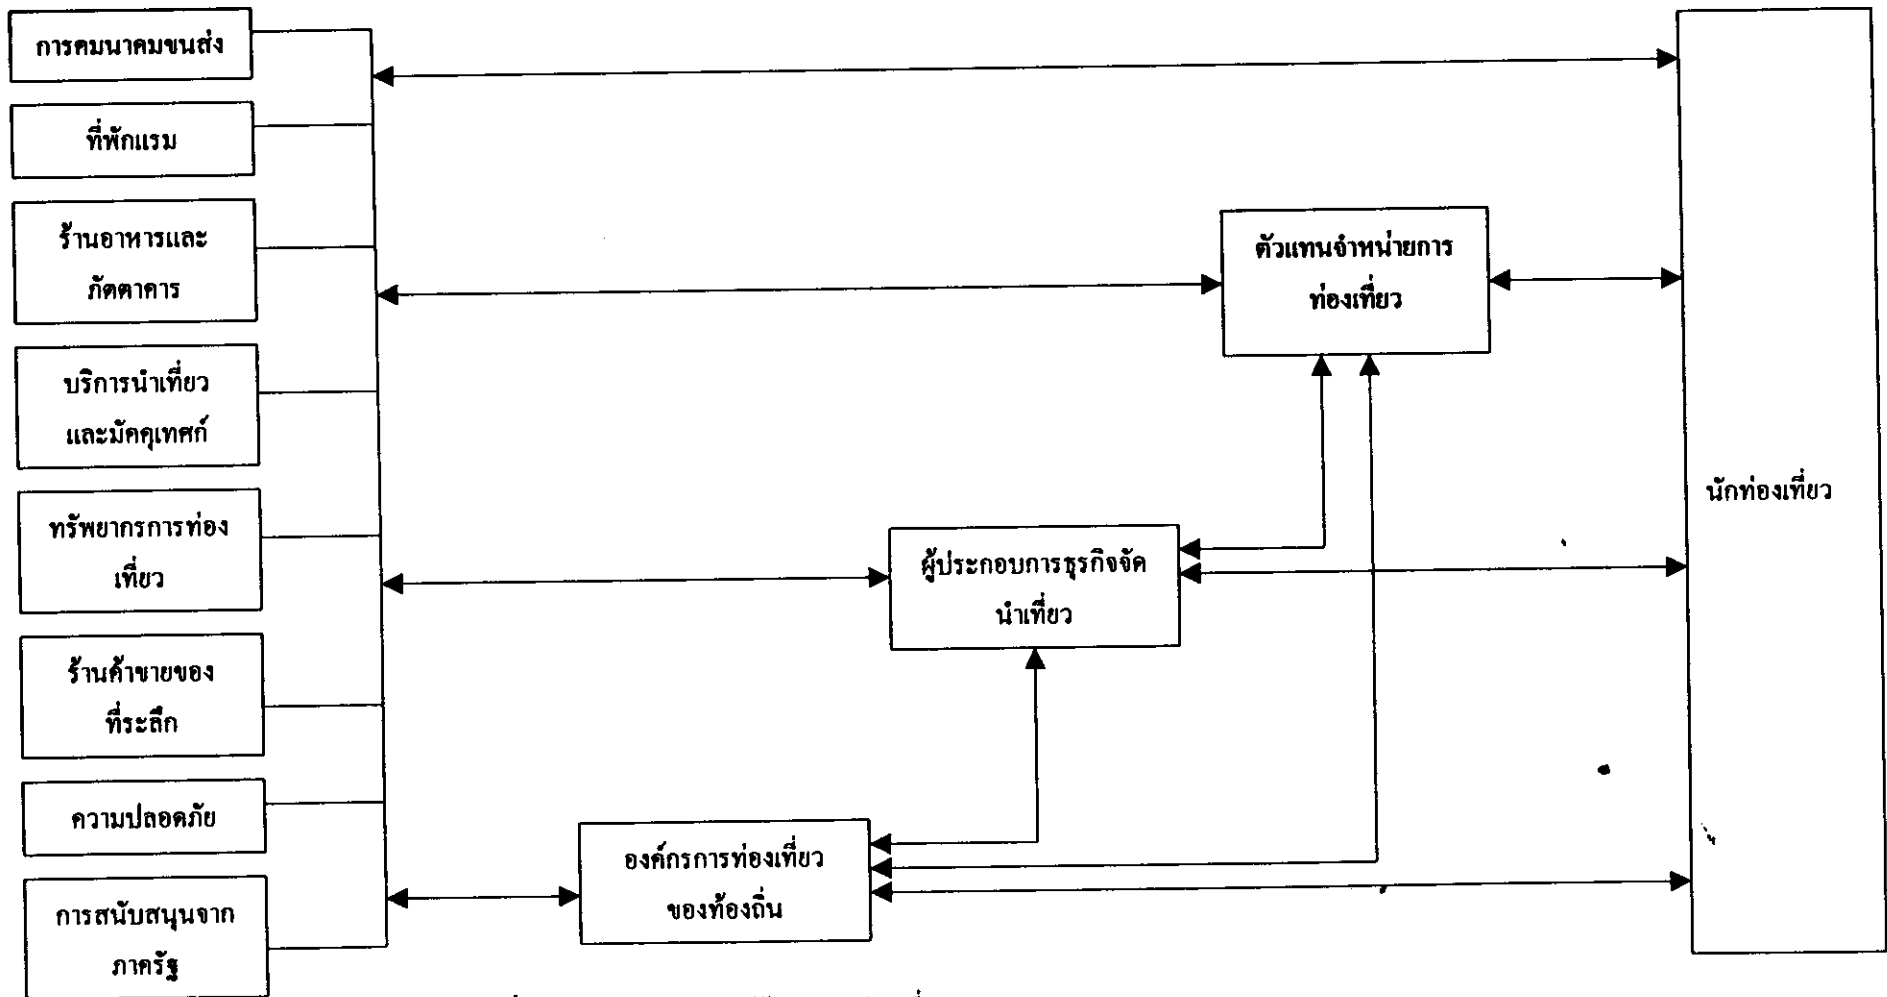 การคมนาคมขนส่ง
ที่พักแรม
ร้านอาหารและ
ภัตตาคาร
บริการนำเที่ยว
และมัคคุเทศก์
ทรัพยากรการท่อง
เที่ยว
ร้านค้าขายของ
ที่ระลึก
ความปลอดภัย
การสนับสนุนจาก
ภาครัฐ
องค์กรการท่องเที่ยว
ของท้องถิ่น
ผู้ประกอบการธุรกิจจัด
นำเที่ยว
ตัวแทนจำหน่ายการ
ท่องเที่ยว
นักท่องเที่ยว